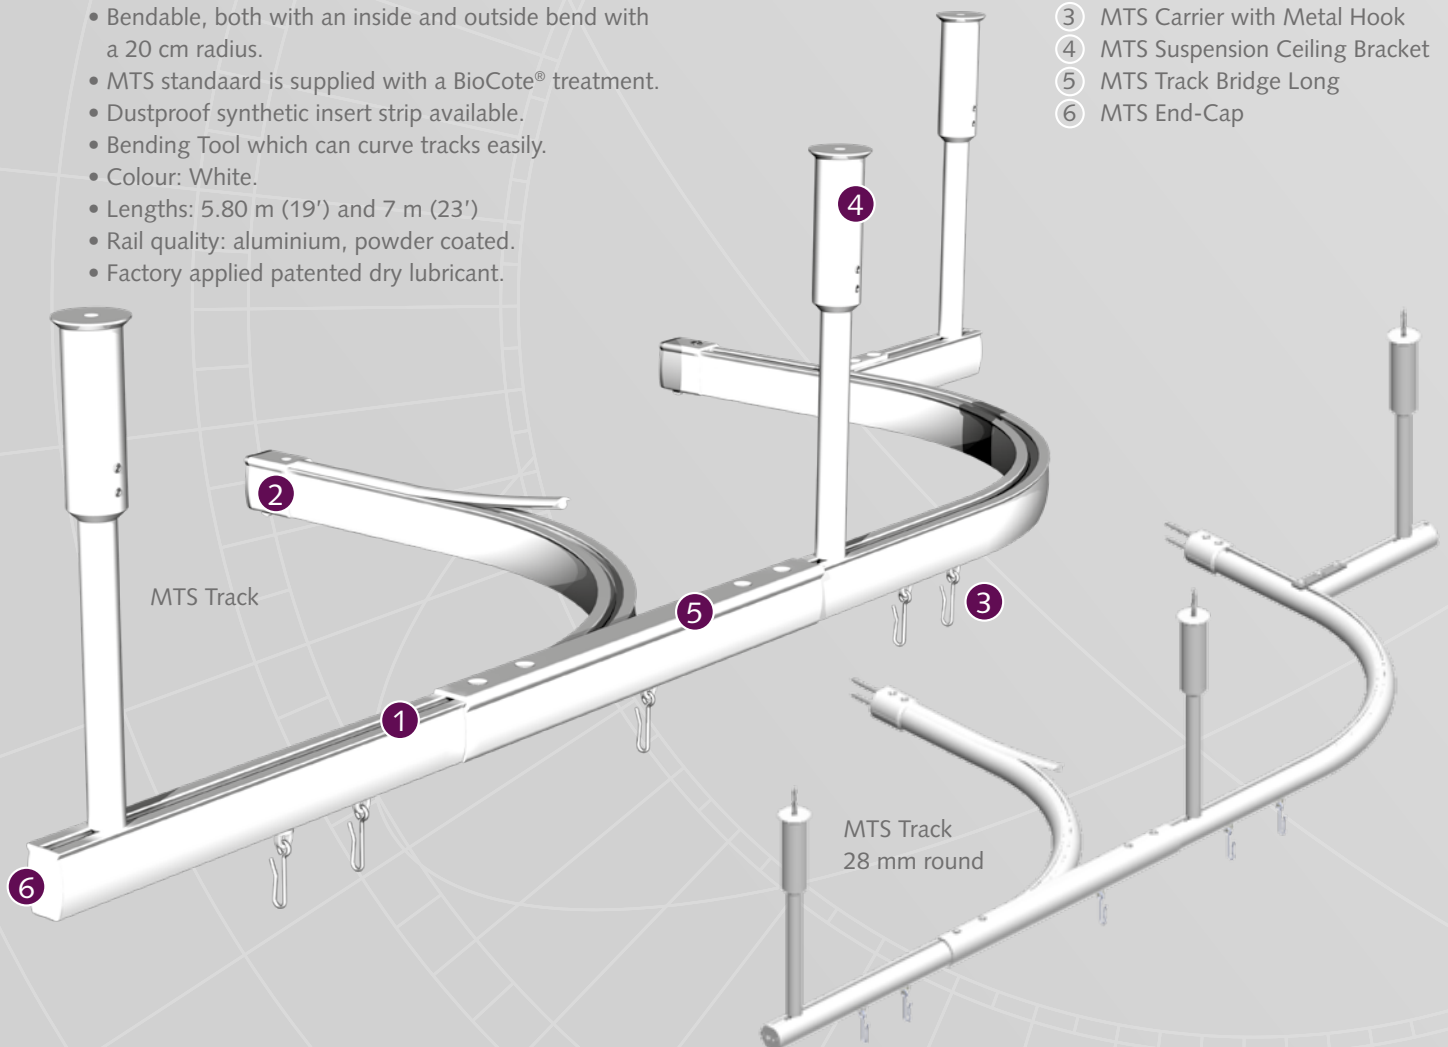 • Bendable, both with an inside and outside bend with
a 20 cm radius.
• MTS standaard is supplied with a BioCote® treatment.
• Dustproof synthetic insert strip available.
• Bending Tool which can curve tracks easily.
• Colour: White.
• Lengths: 5.80 m (19’) and 7 m (23’)
• Rail quality: aluminium, powder coated.
• Factory applied patented dry lubricant.
3 MTS Carrier with Metal Hook
4 MTS Suspension Ceiling Bracket
5 MTS Track Bridge Long
6 MTS End-Cap
4
2
MTS Track
5
3
1
6
MTS Track
28 mm round